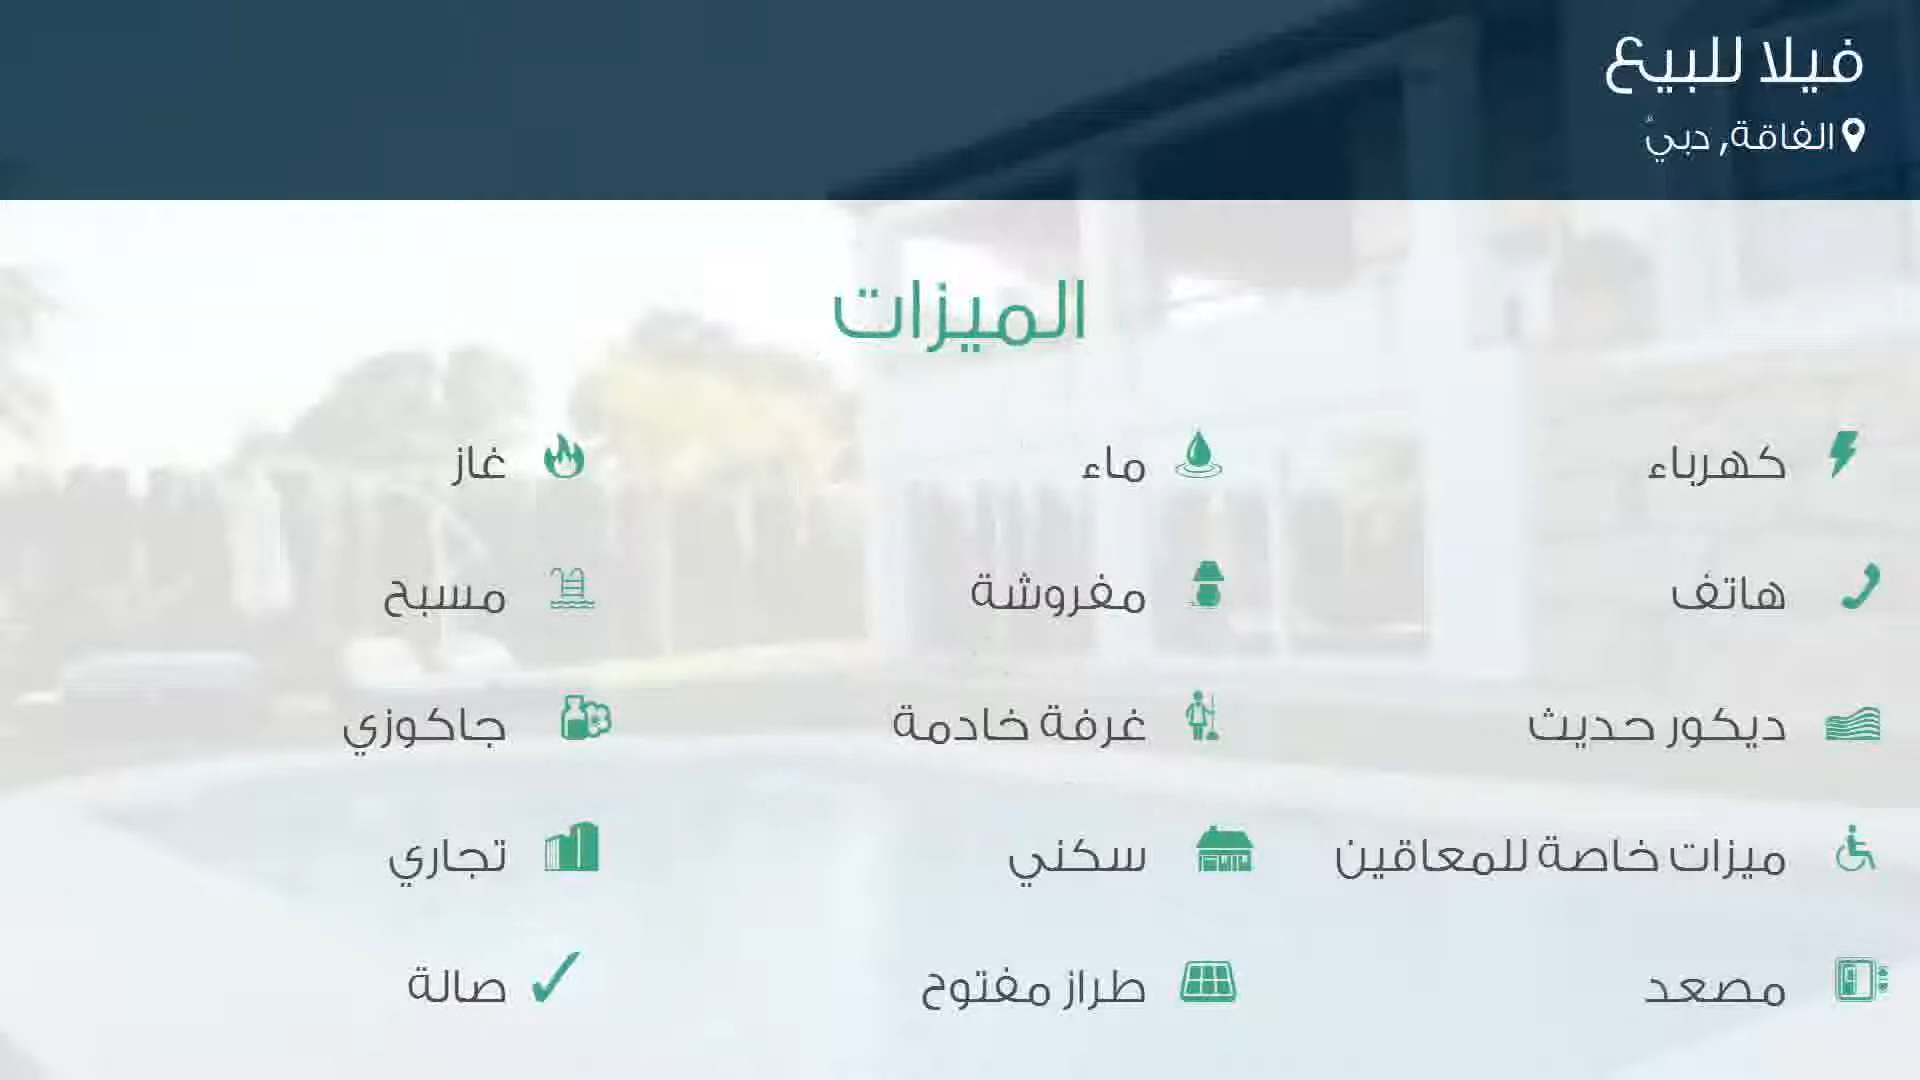 فيلا للبيع
الفاقة, دبيّ
الميزات
كهرباء
ماء
غاز
هاتف
مفروشة
مسبح
ديكور حديث
غرفة خادمة
جاكوزي
ميزات خاصة للمعاقين
سكني
تجاري
مصعد
طراز مفتوح
صالة